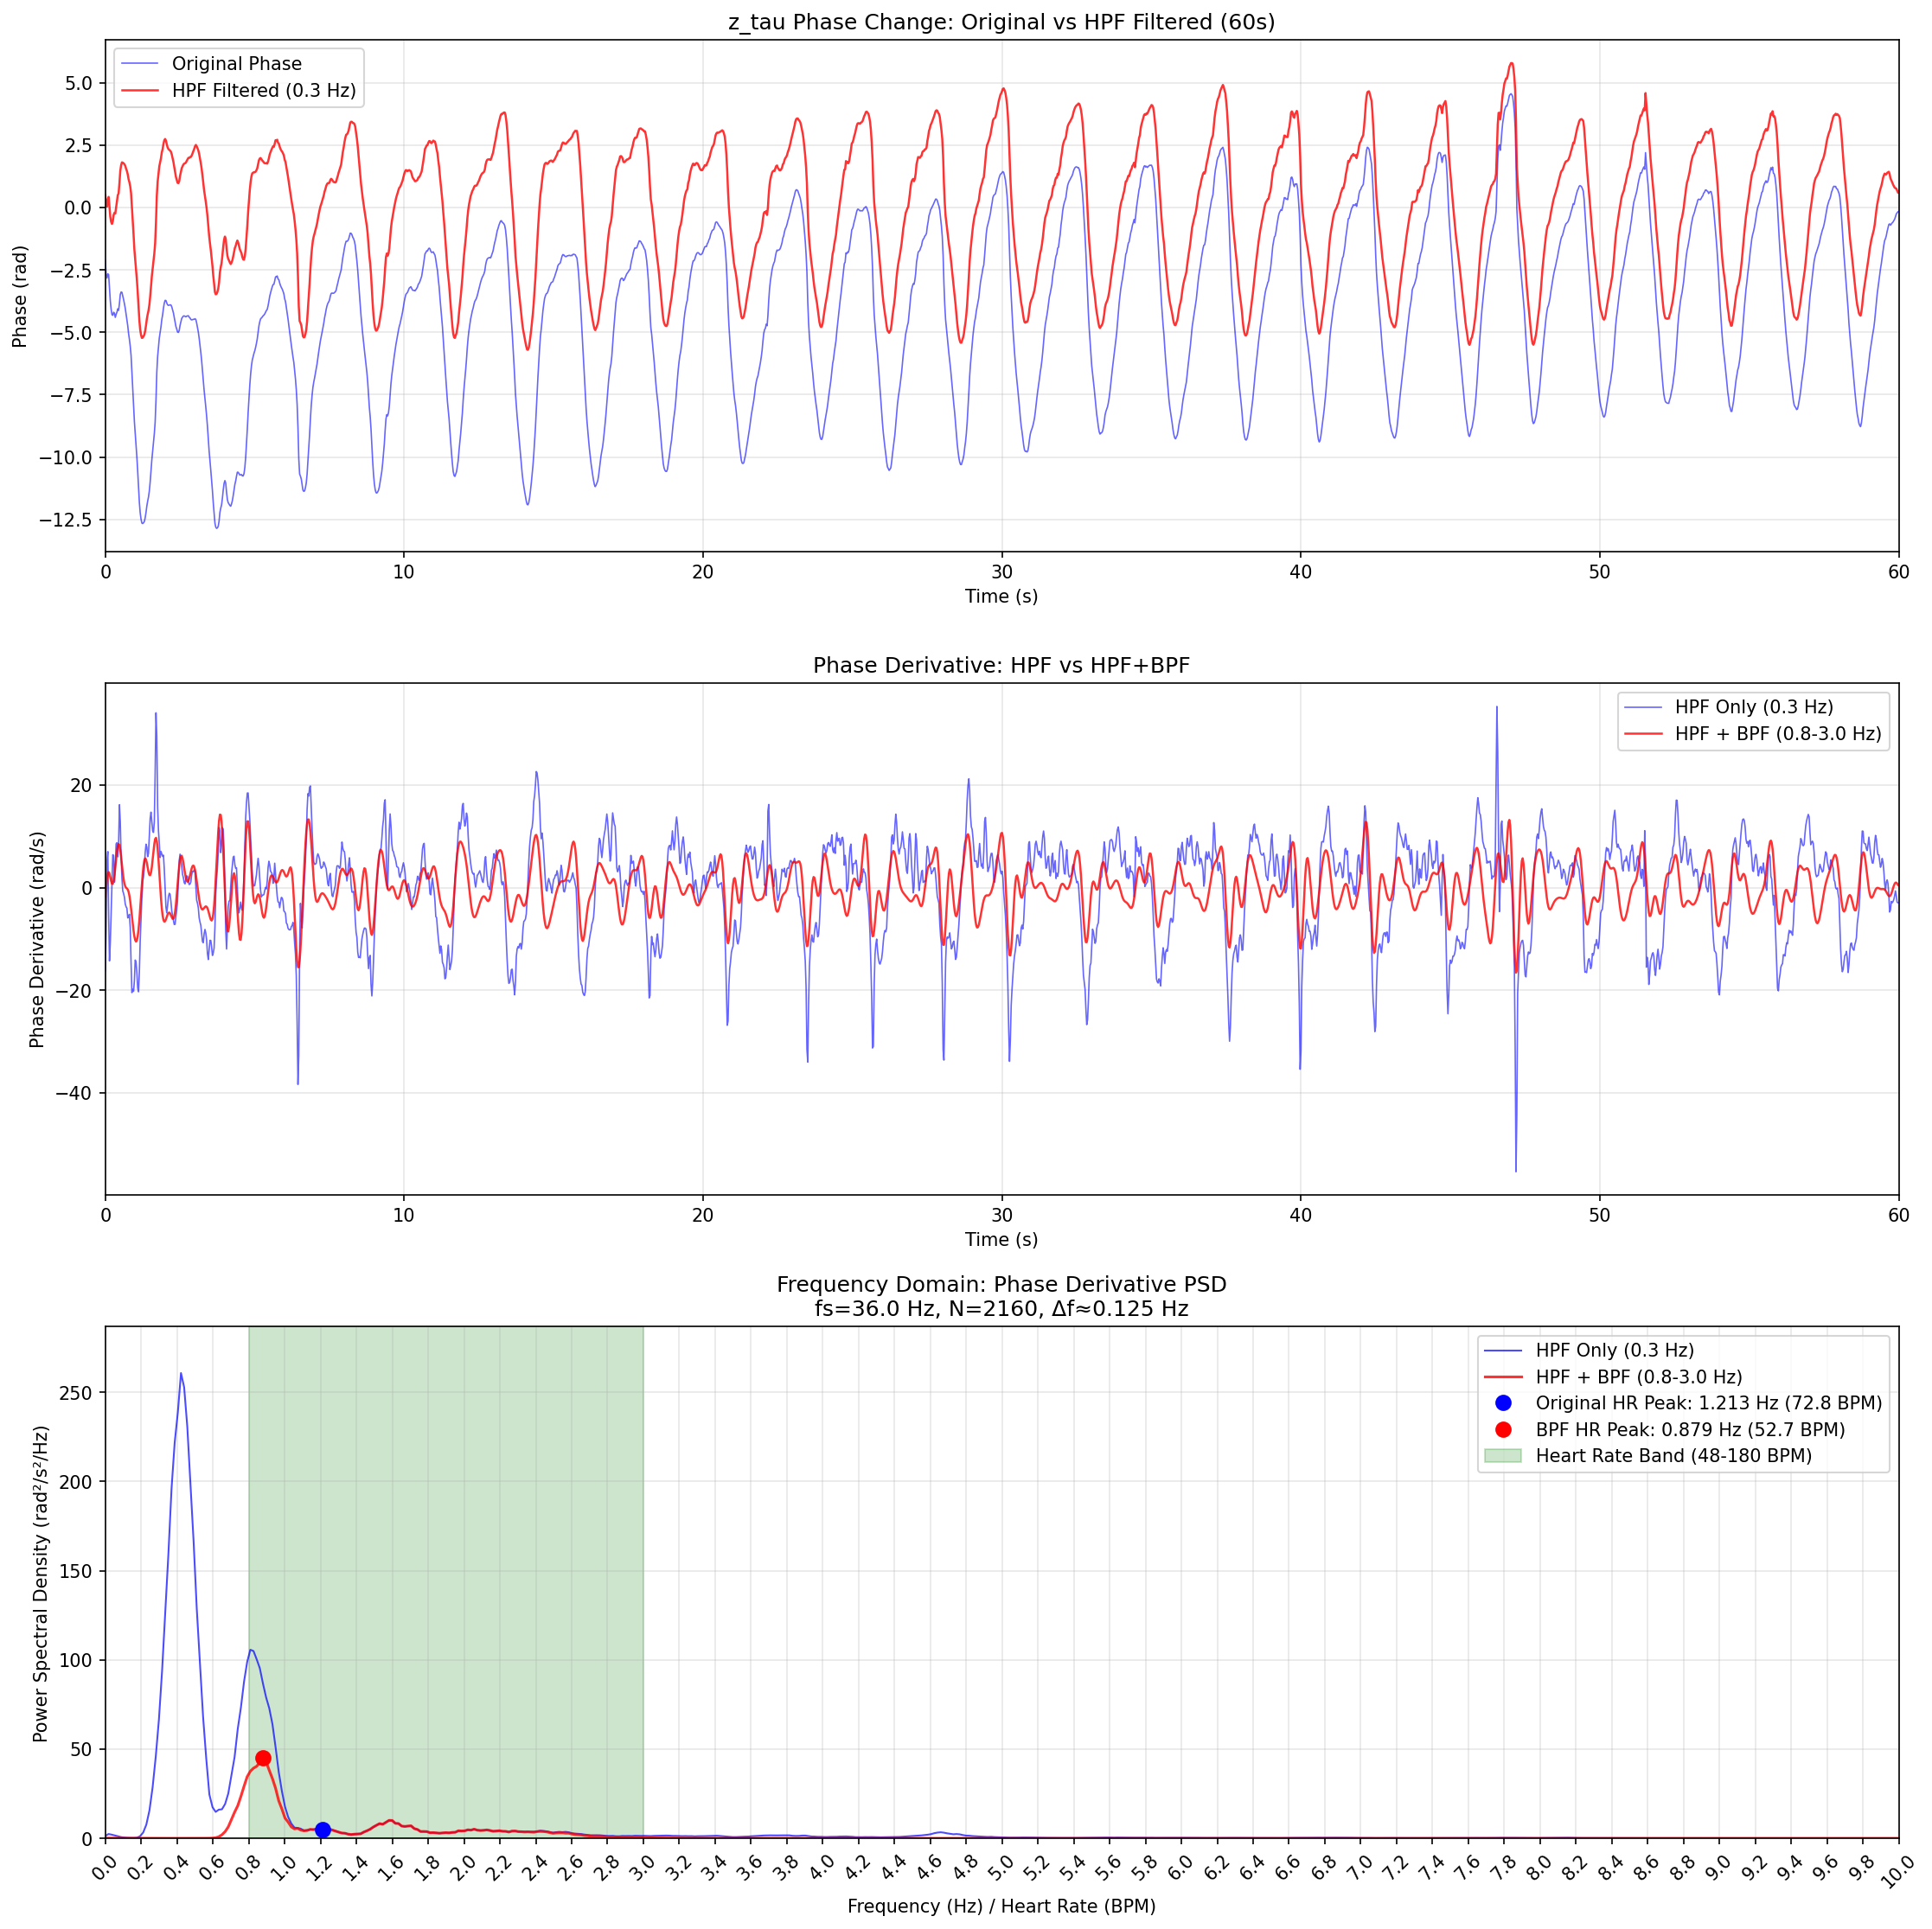 z_tau Phase Change: Original vs HPF Filtered (60s)
Original Phase
HPF Filtered (0.3 Hz)
Phase (rad)
5.0
2.5
0.0
−2.5
−5.0
−7.5
−10.0
−12.5
0 10 20 30 40 50 60
Time (s)
Phase Derivative: HPF vs HPF+BPF
HPF Only (0.3 Hz)
HPF + BPF (0.8-3.0 Hz)
Phase Derivative (rad/s)
20
0
−20
−40
0 10 20 30 40 50 60
Time (s)
Frequency Domain: Phase Derivative PSD
fs=36.0 Hz, N=2160, Δf≈0.125 Hz
HPF Only (0.3 Hz)
HPF + BPF (0.8-3.0 Hz)
Original HR Peak: 1.213 Hz (72.8 BPM)
BPF HR Peak: 0.879 Hz (52.7 BPM)
Heart Rate Band (48-180 BPM)
Power Spectral Density (rad²/s²/Hz)
250
200
150
100
50
0
0.0 0.2 0.4 0.6 0.8 1.0 1.2 1.4 1.6 1.8 2.0 2.2 2.4 2.6 2.8 3.0 3.2 3.4 3.6 3.8 4.0 4.2 4.4 4.6 4.8 5.0 5.2 5.4 5.6 5.8 6.0 6.2 6.4 6.6 6.8 7.0 7.2 7.4 7.6 7.8 8.0 8.2 8.4 8.6 8.8 9.0 9.2 9.4 9.6 9.8 10.0
Frequency (Hz) / Heart Rate (BPM)